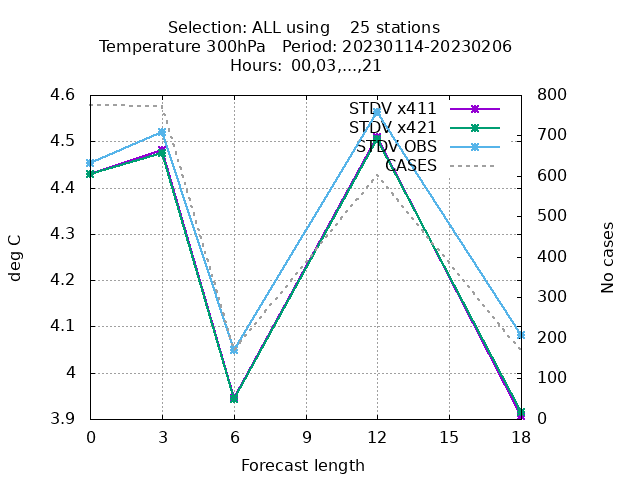 Selection: ALL using    25 stations
Temperature 300hPa   Period: 20230114-20230206
Hours:  00,03,...,21
4.6
4.5
4.4
4.3
4.2
4.1
4
3.9
deg C
STDV x411
STDV x421
STDV OBS
CASES
800
700
600
500
400
300
200
100
0
No cases
0 3 6 9 12 15 18
Forecast length